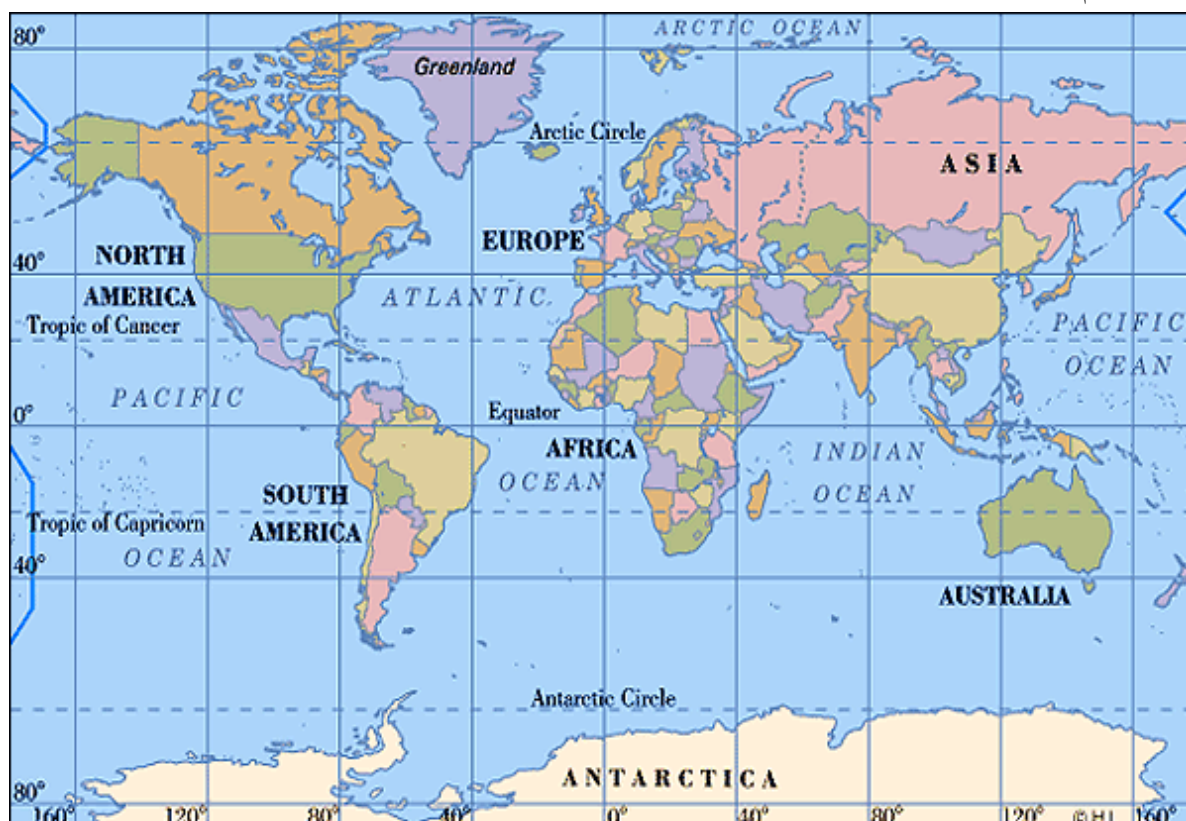 ARCTIC OCEAN
80°
Greenland
Arctic Circle
ASIA
EUROPE
NORTH
AMERICA
40°
ATLANTIC
PACIFIC
OCEAN
Tropic of Cancer
PACIFIC
0°
Equator
AFRICA
INDIAN
OCEAN
OCEAN
SOUTH
AMERICA
Tropic of Capricorn
OCEAN
40°
AUSTRALIA
Antarctic Circle
ANTARCTICA
80°
160° 120° 80° 40° 0° 40° 80° 120° ©HI 160°